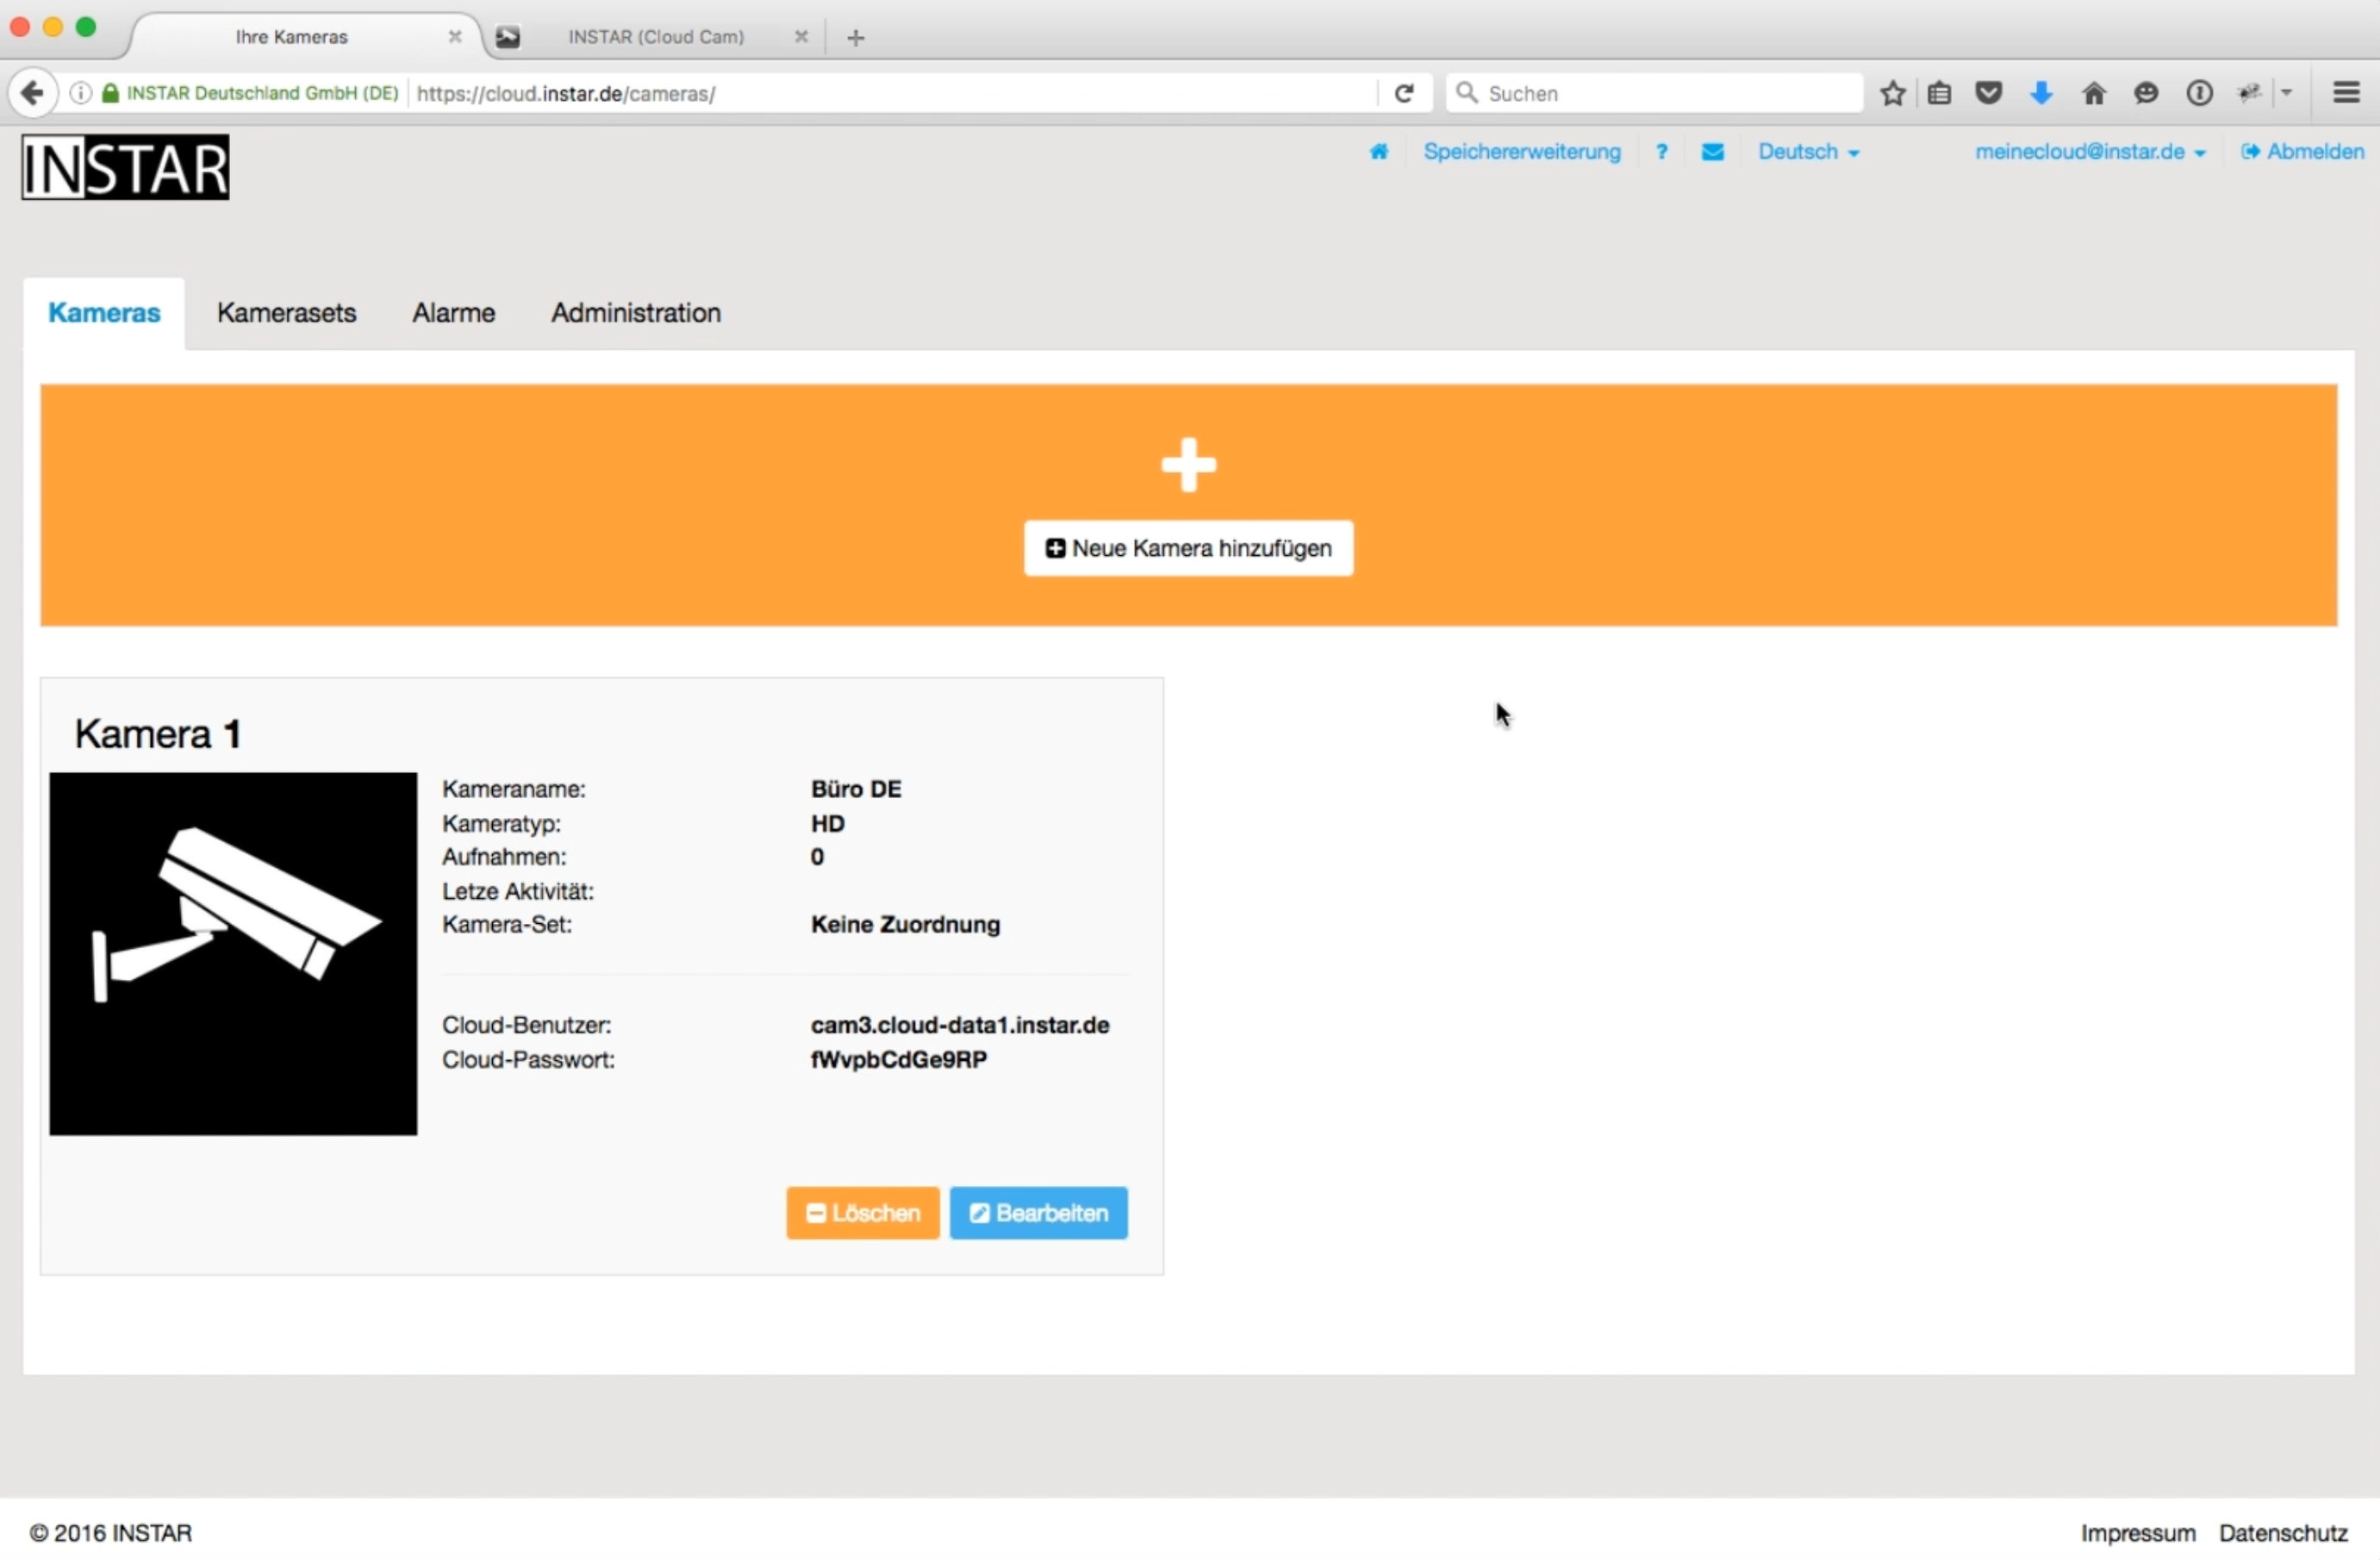 Ihre Kameras
INSTAR (Cloud Cam)
INSTAR Deutschland GmbH (DE)
https://cloud.instar.de/cameras/
Suchen
INSTAR
Speichererweiterung
?
Deutsch
meinecloud@instar.de
Abmelden
Kameras
Kamerasets
Alarme
Administration
Neue Kamera hinzufügen
Kamera 1
Kameraname: Büro DE
Kameratyp: HD
Aufnahmen: 0
Letze Aktivität:
Kamera-Set: Keine Zuordnung
Cloud-Benutzer: cam3.cloud-data1.instar.de
Cloud-Passwort: fWvpbCdGe9RP
Löschen
Bearbeiten
© 2016 INSTAR
Impressum
Datenschutz